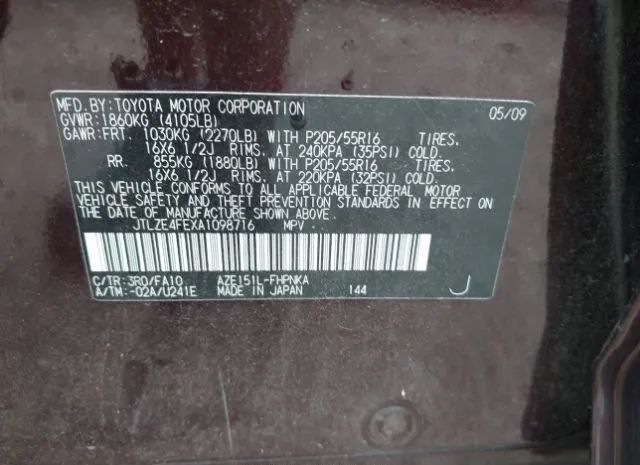 MFD. BY: TOYOTA MOTOR CORPORATION 05/09
GVWR: 1860KG (4105LB)
GAWR: FRT. 1030KG (2270LB) WITH P205/55R16 TIRES.
16X6 1/2J RIMS. AT 240KPA (35PSI) COLD.
RR. 855KG (1880LB) WITH P205/55R16 TIRES.
16X6 1/2J RIMS. AT 220KPA (32PSI) COLD.
THIS VEHICLE CONFORMS TO ALL APPLICABLE FEDERAL MOTOR
VEHICLE SAFETY AND THEFT PREVENTION STANDARDS IN EFFECT
ON THE DATE OF MANUFACTURE SHOWN ABOVE.
JTLZE4FEXA1098716 MPV
C/TR: 3R0/FA10 AZE151L-FHPNKA
A/TM: -02A/U241E MADE IN JAPAN 144 J